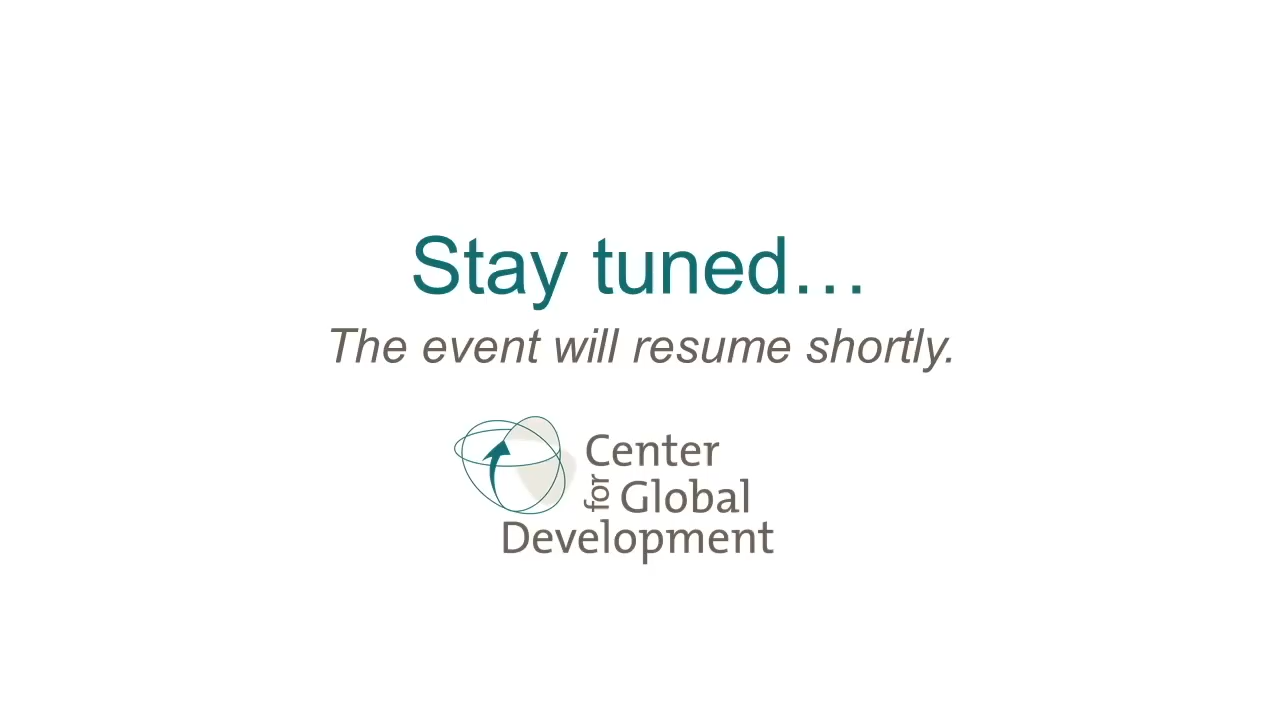 Stay tuned…
The event will resume shortly.
Center
for Global
Development